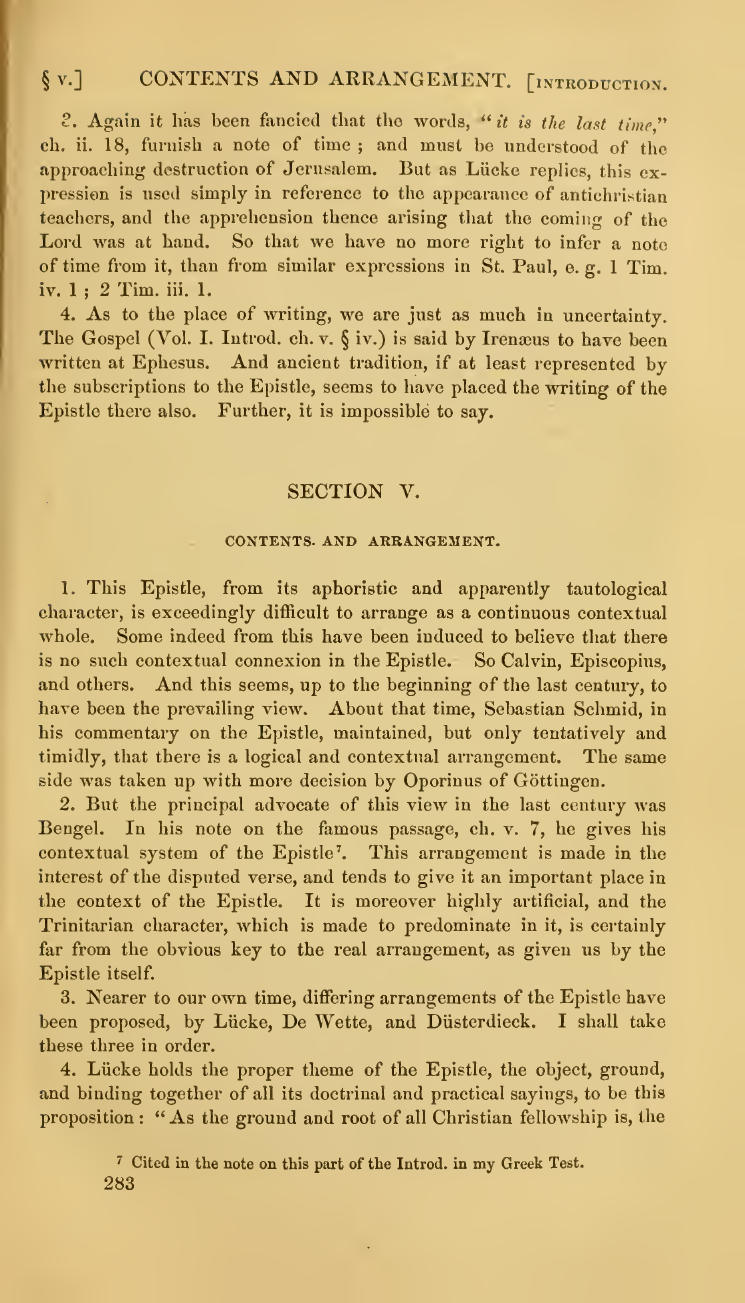 § v.] CONTENTS AND ARRANGEMENT. [INTRODUCTION.
3. Again it has been fancied that the words, “it is the last time,”
ch. ii. 18, furnish a note of time ; and must be understood of the
approaching destruction of Jerusalem. But as Lücke replies, this ex-
pression is used simply in reference to the appearance of antichristian
teachers, and the apprehension thence arising that the coming of the
Lord was at hand. So that we have no more right to infer a note
of time from it, than from similar expressions in St. Paul, e. g. 1 Tim.
iv. 1 ; 2 Tim. iii. 1.
4. As to the place of writing, we are just as much in uncertainty.
The Gospel (Vol. I. Introd. ch. v. § iv.) is said by Irenæus to have been
written at Ephesus. And ancient tradition, if at least represented by
the subscriptions to the Epistle, seems to have placed the writing of the
Epistle there also. Further, it is impossible to say.
SECTION V.
CONTENTS. AND ARRANGEMENT.
1. This Epistle, from its aphoristic and apparently tautological
character, is exceedingly difficult to arrange as a continuous contextual
whole. Some indeed from this have been induced to believe that there
is no such contextual connexion in the Epistle. So Calvin, Episcopius,
and others. And this seems, up to the beginning of the last century, to
have been the prevailing view. About that time, Sebastian Schmid, in
his commentary on the Epistle, maintained, but only tentatively and
timidly, that there is a logical and contextual arrangement. The same
side was taken up with more decision by Oporinus of Göttingen.
2. But the principal advocate of this view in the last century was
Bengel. In his note on the famous passage, ch. v. 7, he gives his
contextual system of the Epistle⁷. This arrangement is made in the
interest of the disputed verse, and tends to give it an important place in
the context of the Epistle. It is moreover highly artificial, and the
Trinitarian character, which is made to predominate in it, is certainly
far from the obvious key to the real arrangement, as given us by the
Epistle itself.
3. Nearer to our own time, differing arrangements of the Epistle have
been proposed, by Lücke, De Wette, and Düsterdieck. I shall take
these three in order.
4. Lücke holds the proper theme of the Epistle, the object, ground,
and binding together of all its doctrinal and practical sayings, to be this
proposition : “ As the ground and root of all Christian fellowship is, the
⁷ Cited in the note on this part of the Introd. in my Greek Test.
283